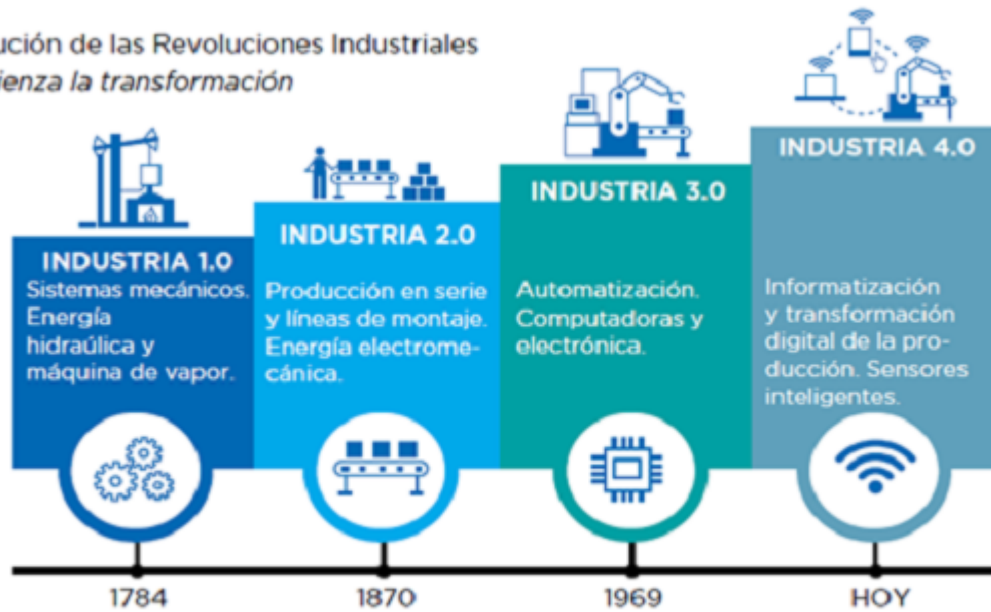 ución de las Revoluciones Industriales
ienza la transformación
INDUSTRIA 1.0
Sistemas mecánicos.
Energía
hidraúlica y
máquina de vapor.
INDUSTRIA 2.0
Producción en serie
y líneas de montaje.
Energía electrome-
cánica.
INDUSTRIA 3.0
Automatización.
Computadoras y
electrónica.
INDUSTRIA 4.0
Informatización
y transformación
digital de la pro-
ducción. Sensores
inteligentes.
1784
1870
1969
HOY